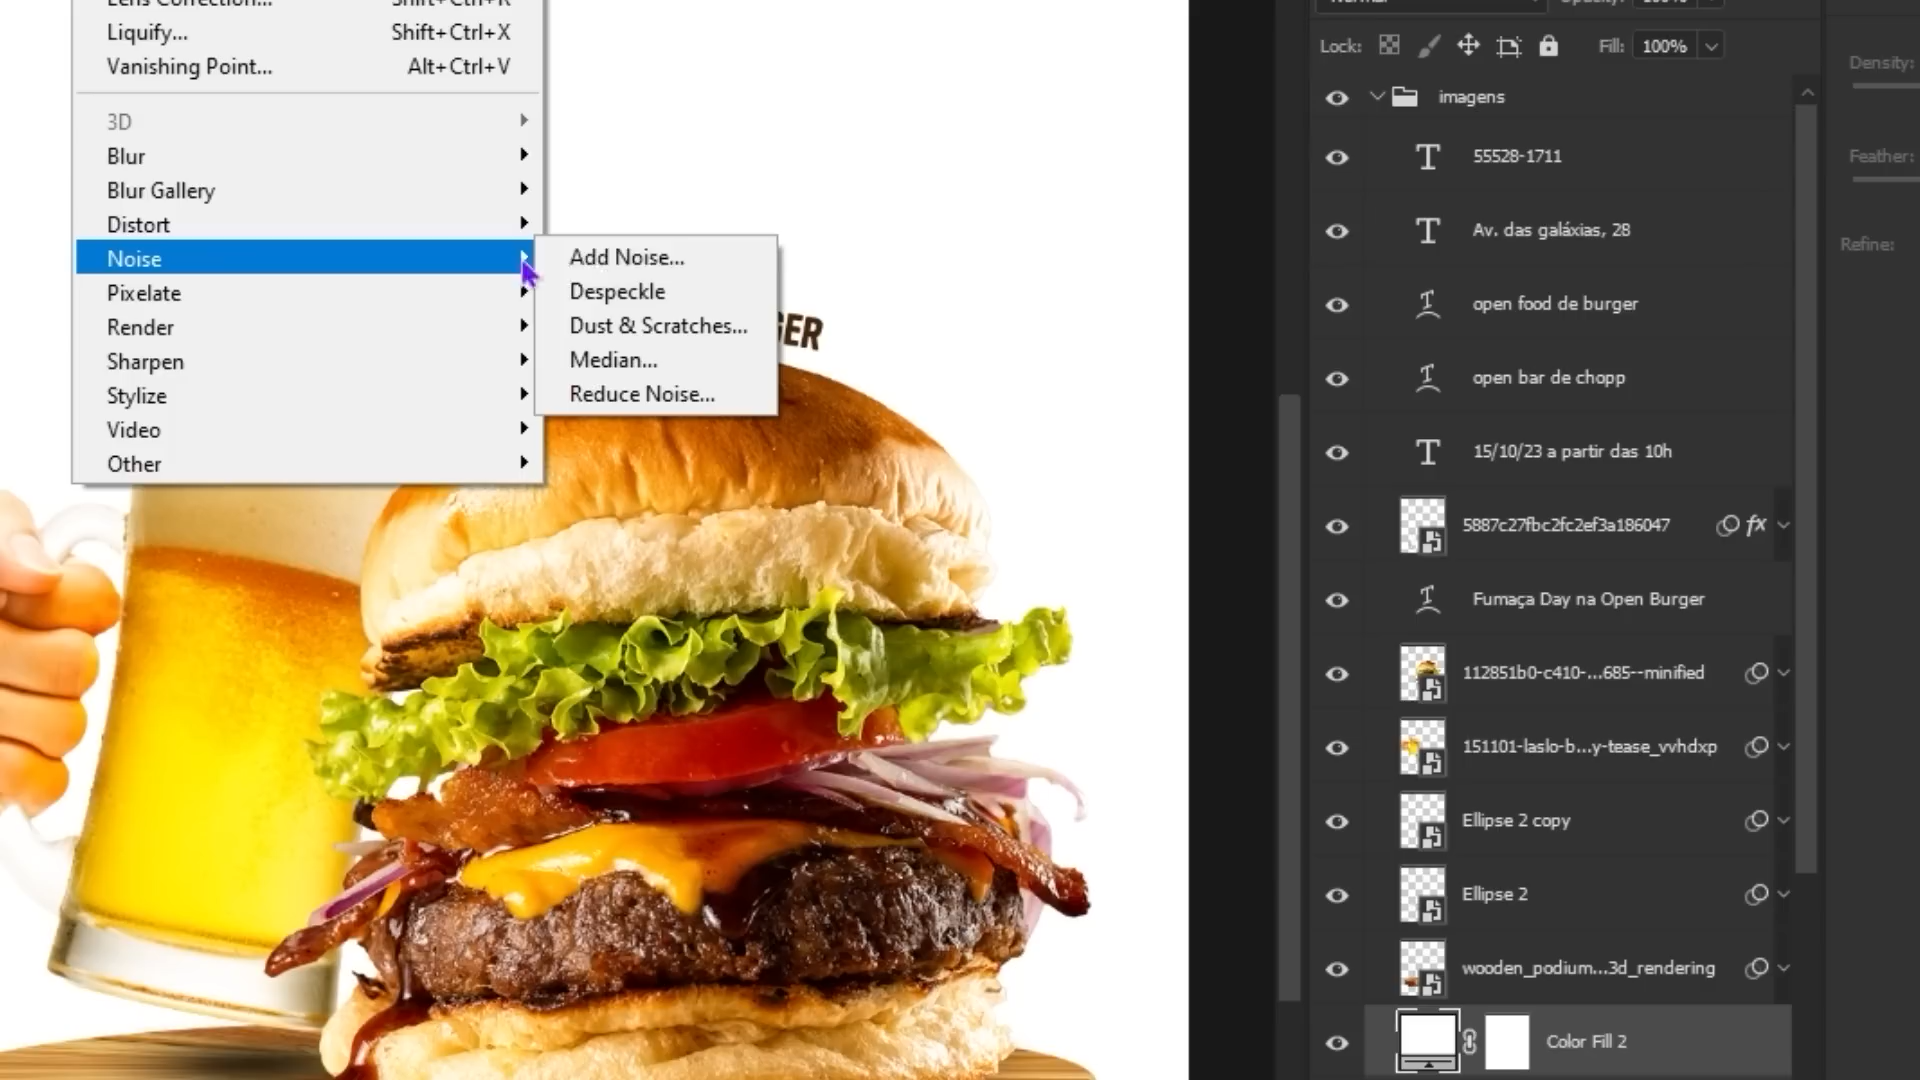 Lens Correction... Shift+Ctrl+R
Liquify... Shift+Ctrl+X
Vanishing Point... Alt+Ctrl+V
3D
Blur
Blur Gallery
Distort
Noise
Pixelate
Render
Sharpen
Stylize
Video
Other
Add Noise...
Despeckle
Dust & Scratches...
Median...
Reduce Noise...
GER
Normal Opacity: 100%
Lock: Fill: 100%
imagens
55528-1711
Av. das galáxias, 28
open food de burger
open bar de chopp
15/10/23 a partir das 10h
5887c27fbc2fc2ef3a186047 fx
Fumaça Day na Open Burger
112851b0-c410-...685--minified
151101-laslo-b...y-tease_vvhdxp
Ellipse 2 copy
Ellipse 2
wooden_podium...3d_rendering
Color Fill 2
Density:
Feather:
Refine: